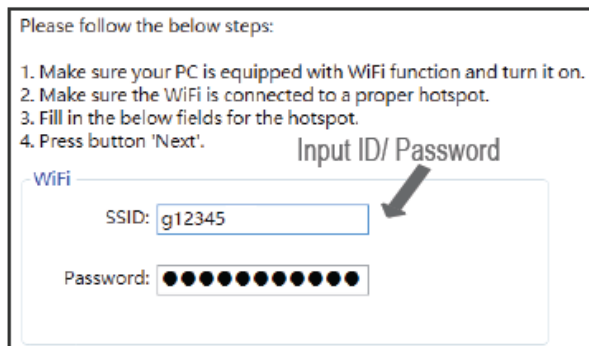 Please follow the below steps:
1. Make sure your PC is equipped with WiFi function and turn it on.
2. Make sure the WiFi is connected to a proper hotspot.
3. Fill in the below fields for the hotspot.
4. Press button 'Next'.
Input ID/ Password
WiFi
SSID: g12345
Password: ●●●●●●●●●●●